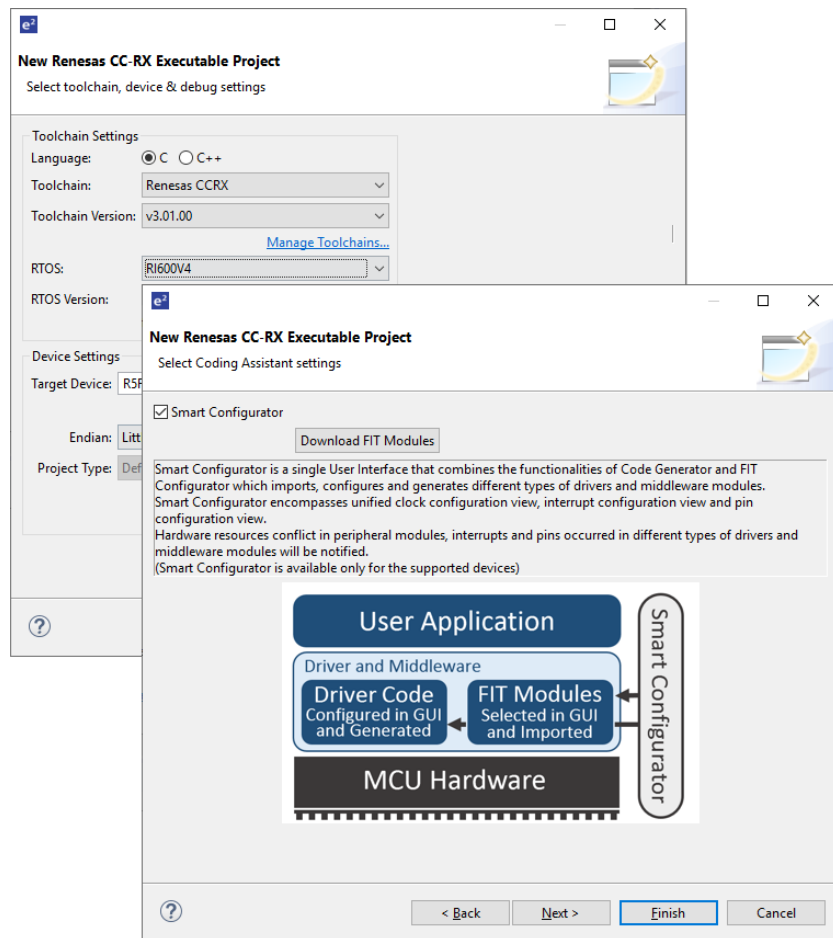 e²
New Renesas CC-RX Executable Project
Select toolchain, device & debug settings
Toolchain Settings
Language: C C++
Toolchain: Renesas CCRX
Toolchain Version: v3.01.00
Manage Toolchains...
RTOS: RI600V4
RTOS Version:
Device Settings
Target Device: R5F
Endian: Litt
Project Type: Def
?
e²
New Renesas CC-RX Executable Project
Select Coding Assistant settings
Smart Configurator
Download FIT Modules
Smart Configurator is a single User Interface that combines the functionalities of Code Generator and FIT
Configurator which imports, configures and generates different types of drivers and middleware modules.
Smart Configurator encompasses unified clock configuration view, interrupt configuration view and pin
configuration view.
Hardware resources conflict in peripheral modules, interrupts and pins occurred in different types of drivers and
middleware modules will be notified.
(Smart Configurator is available only for the supported devices)
User Application
Driver and Middleware
Driver Code
Configured in GUI
and Generated
FIT Modules
Selected in GUI
and Imported
MCU Hardware
Smart Configurator
?
< Back Next > Finish Cancel